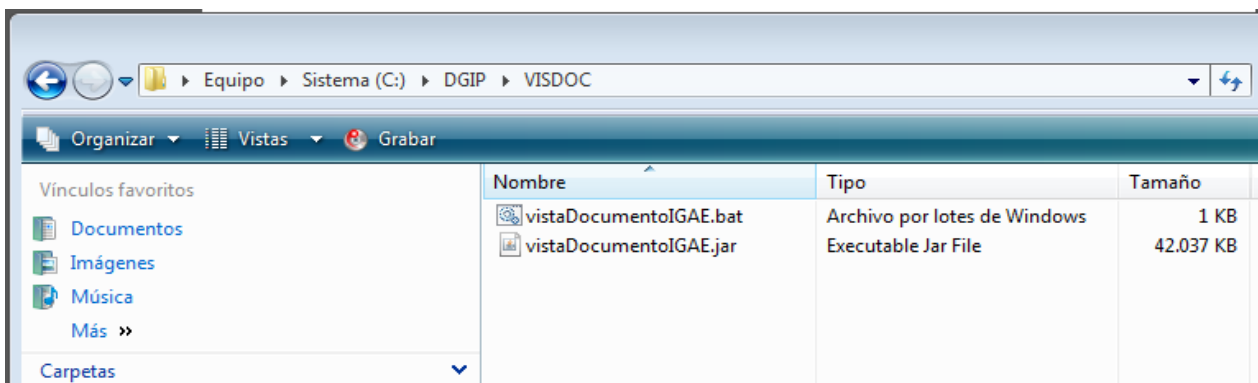 Equipo Sistema (C:) DGIP VISDOC
Organizar Vistas Grabar
Vínculos favoritos
Documentos
Imágenes
Música
Más »
Carpetas
Nombre Tipo Tamaño
vistaDocumentoIGAE.bat Archivo por lotes de Windows 1 KB
vistaDocumentoIGAE.jar Executable Jar File 42.037 KB